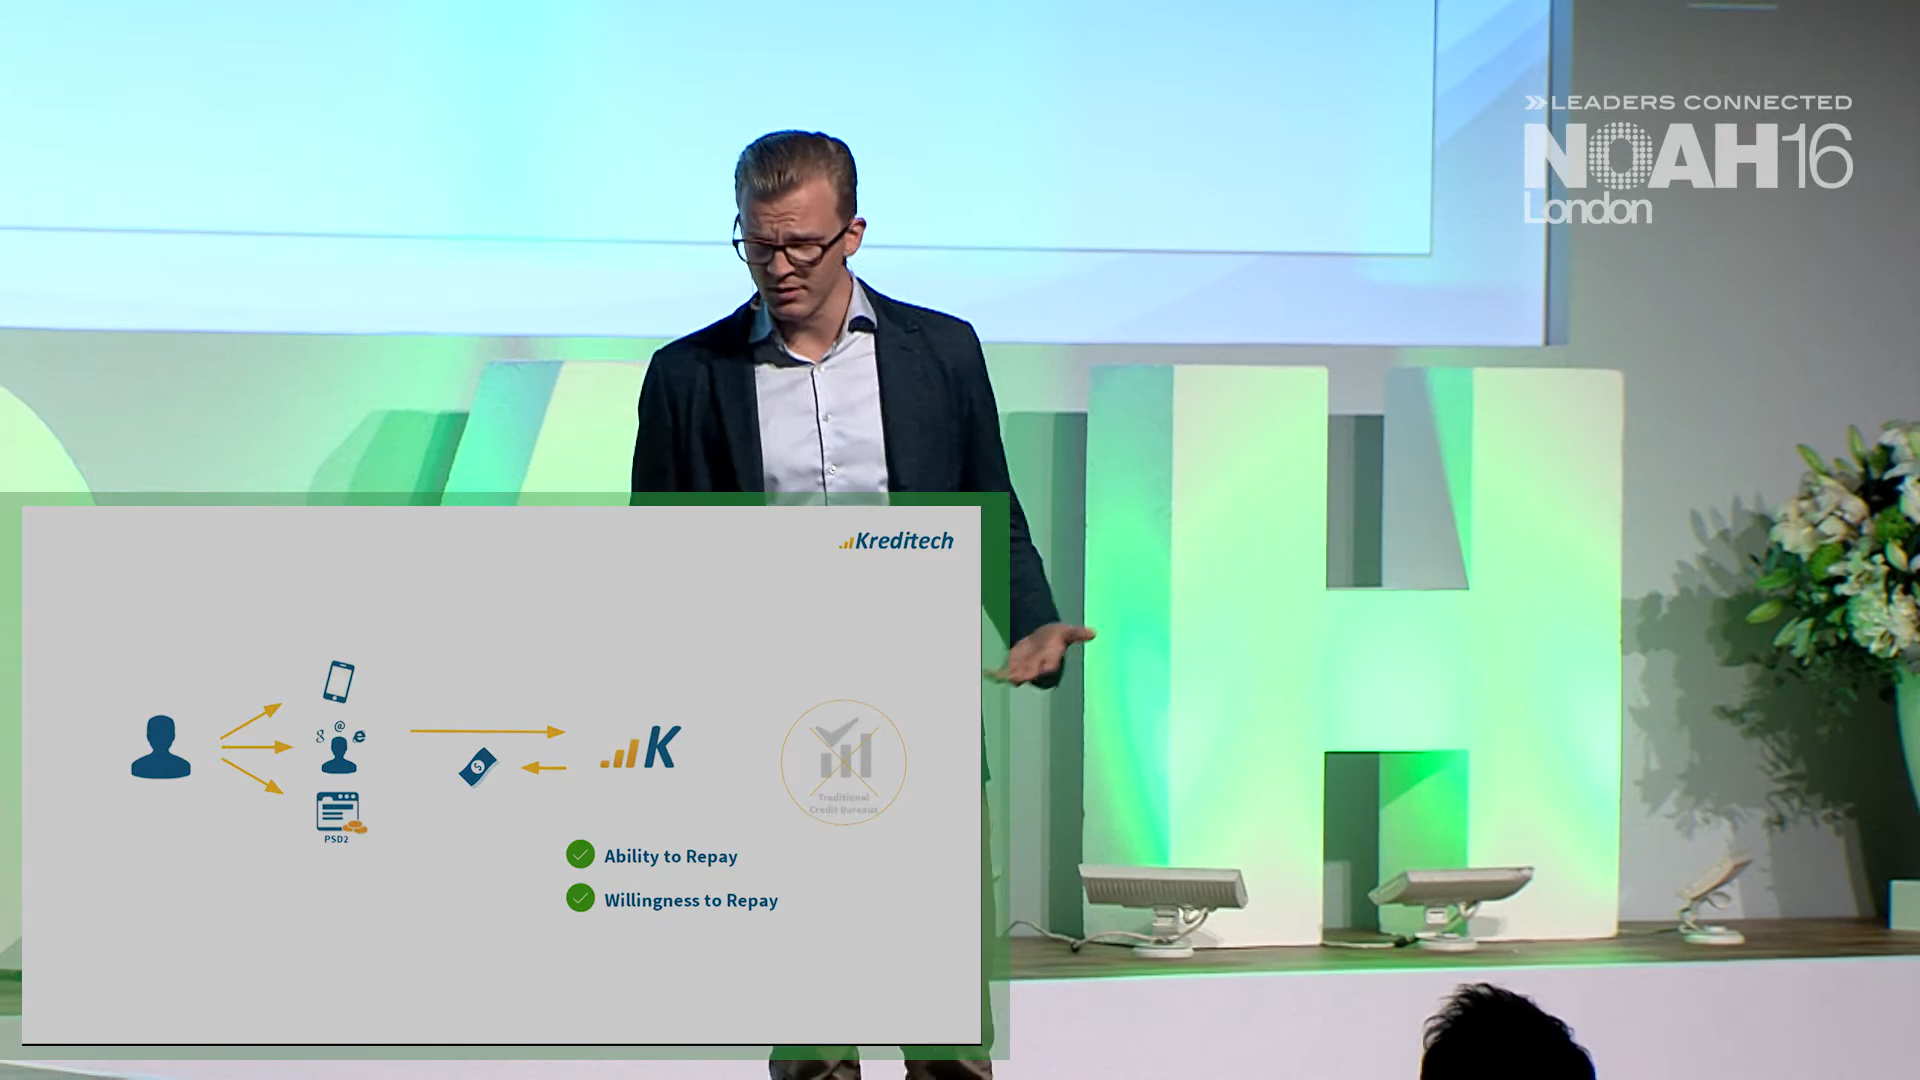 LEADERS CONNECTED
NOAH16
London
Kreditech
g @ e
K
PSD2
Traditional
Credit Bureaus
Ability to Repay
Willingness to Repay
H